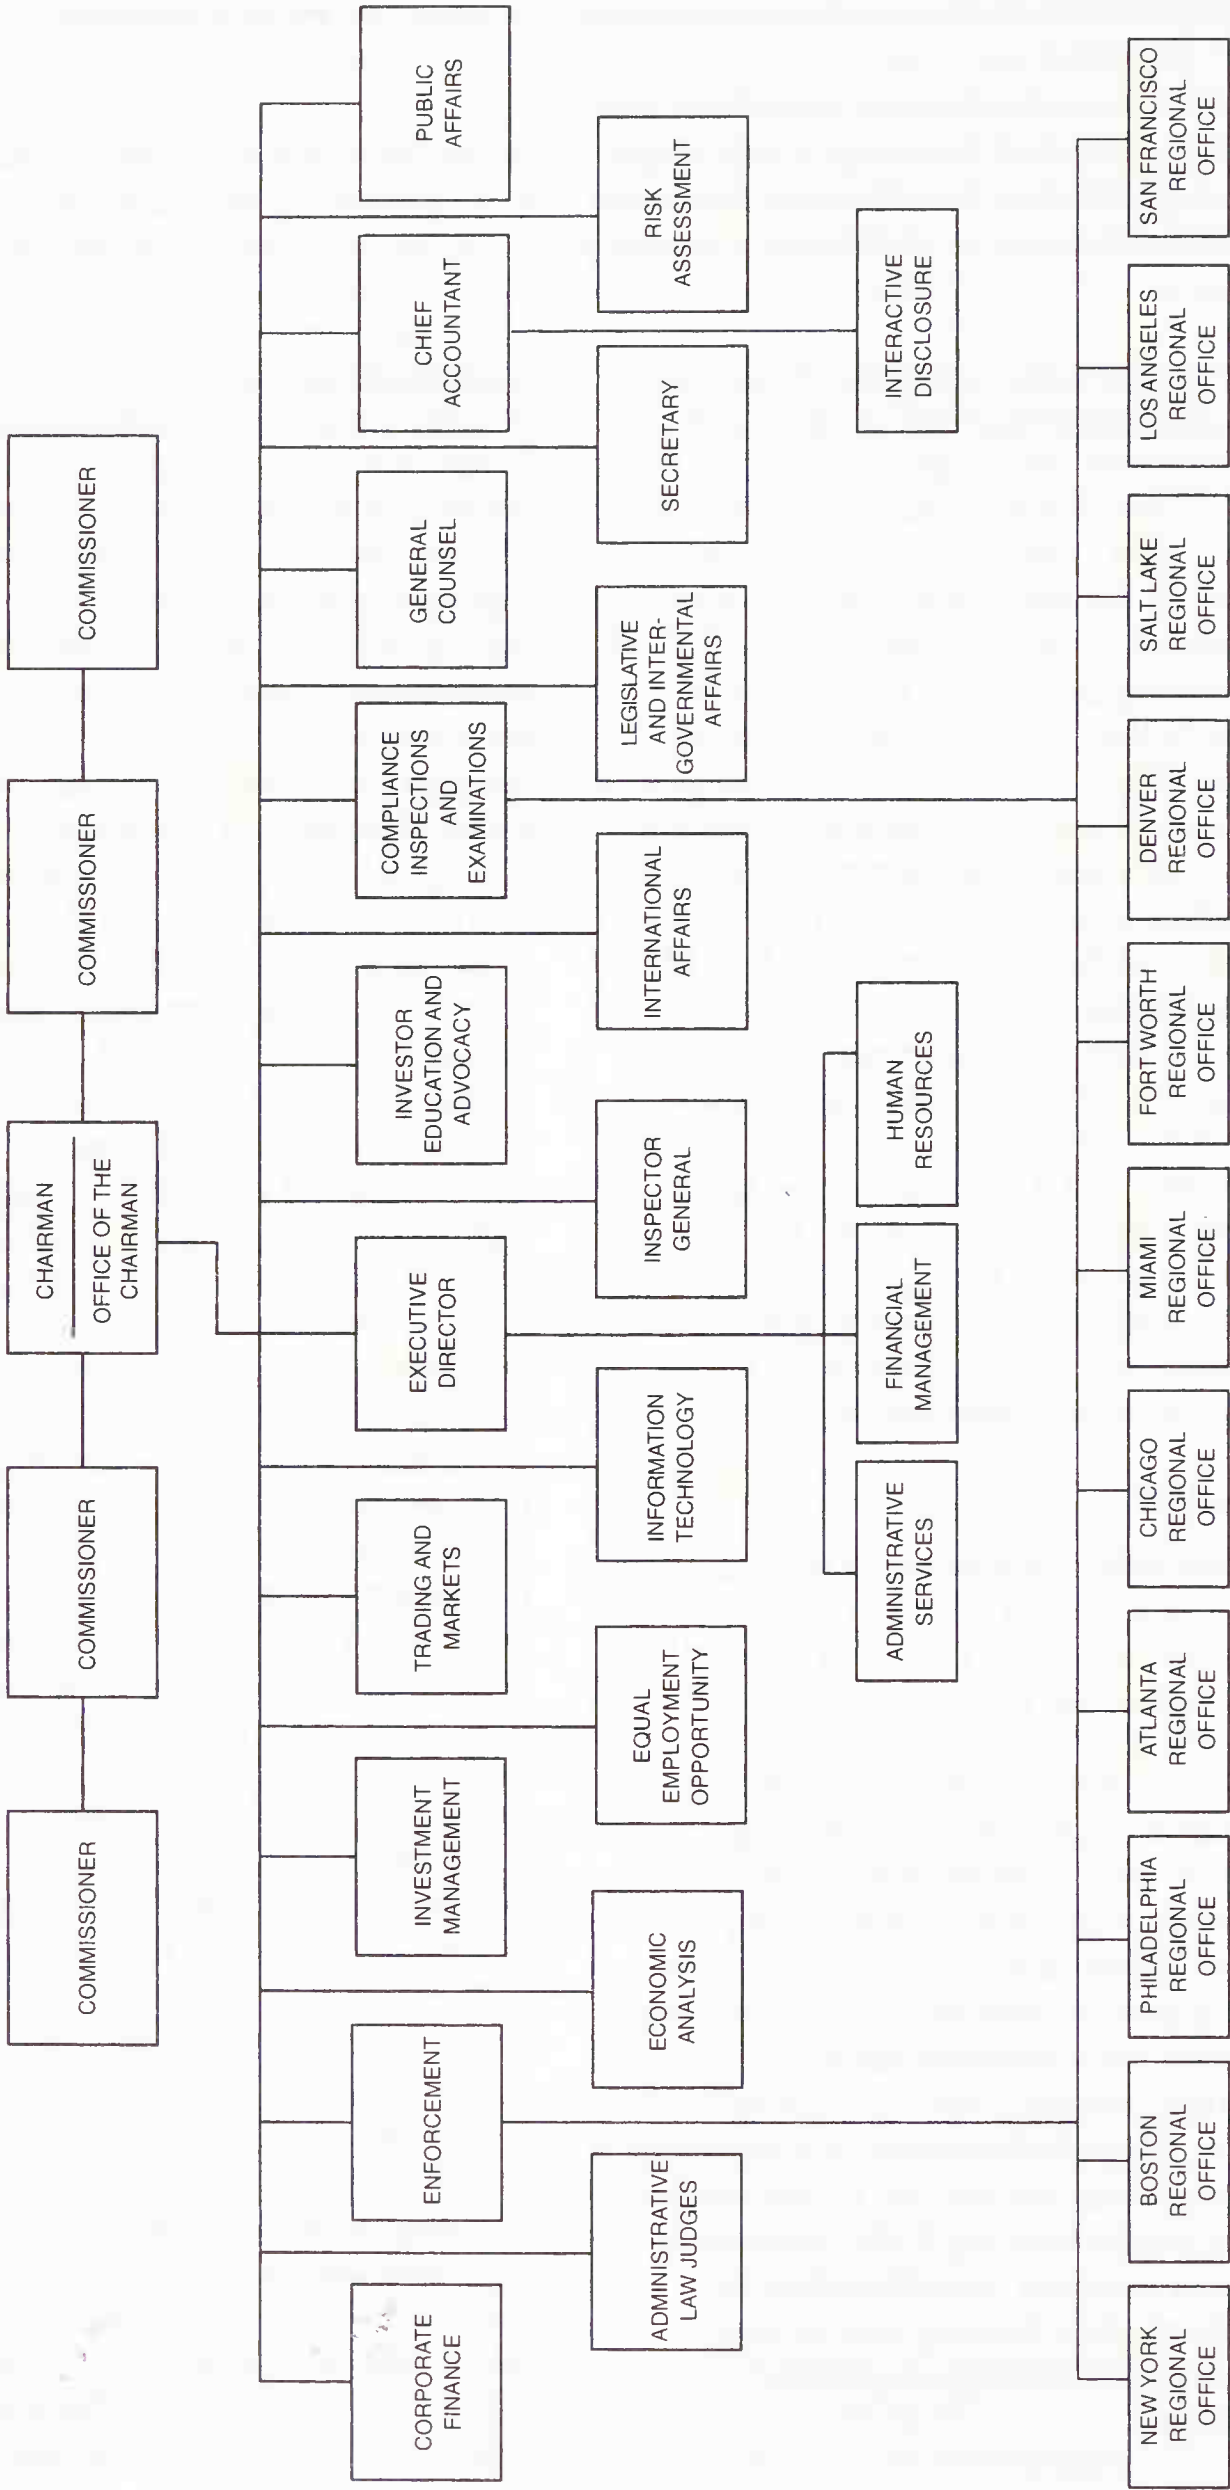 COMMISSIONER
COMMISSIONER
CHAIRMAN
OFFICE OF THE
CHAIRMAN
COMMISSIONER
COMMISSIONER
CORPORATE
FINANCE
ENFORCEMENT
INVESTMENT
MANAGEMENT
TRADING AND
MARKETS
EXECUTIVE
DIRECTOR
INVESTOR
EDUCATION AND
ADVOCACY
COMPLIANCE
INSPECTIONS
AND
EXAMINATIONS
GENERAL
COUNSEL
CHIEF
ACCOUNTANT
PUBLIC
AFFAIRS
ADMINISTRATIVE
LAW JUDGES
ECONOMIC
ANALYSIS
EQUAL
EMPLOYMENT
OPPORTUNITY
INFORMATION
TECHNOLOGY
INSPECTOR
GENERAL
INTERNATIONAL
AFFAIRS
LEGISLATIVE
AND INTER-
GOVERNMENTAL
AFFAIRS
SECRETARY
RISK
ASSESSMENT
ADMINISTRATIVE
SERVICES
FINANCIAL
MANAGEMENT
HUMAN
RESOURCES
INTERACTIVE
DISCLOSURE
NEW YORK
REGIONAL
OFFICE
BOSTON
REGIONAL
OFFICE
PHILADELPHIA
REGIONAL
OFFICE
ATLANTA
REGIONAL
OFFICE
CHICAGO
REGIONAL
OFFICE
MIAMI
REGIONAL
OFFICE
FORT WORTH
REGIONAL
OFFICE
DENVER
REGIONAL
OFFICE
SALT LAKE
REGIONAL
OFFICE
LOS ANGELES
REGIONAL
OFFICE
SAN FRANCISCO
REGIONAL
OFFICE